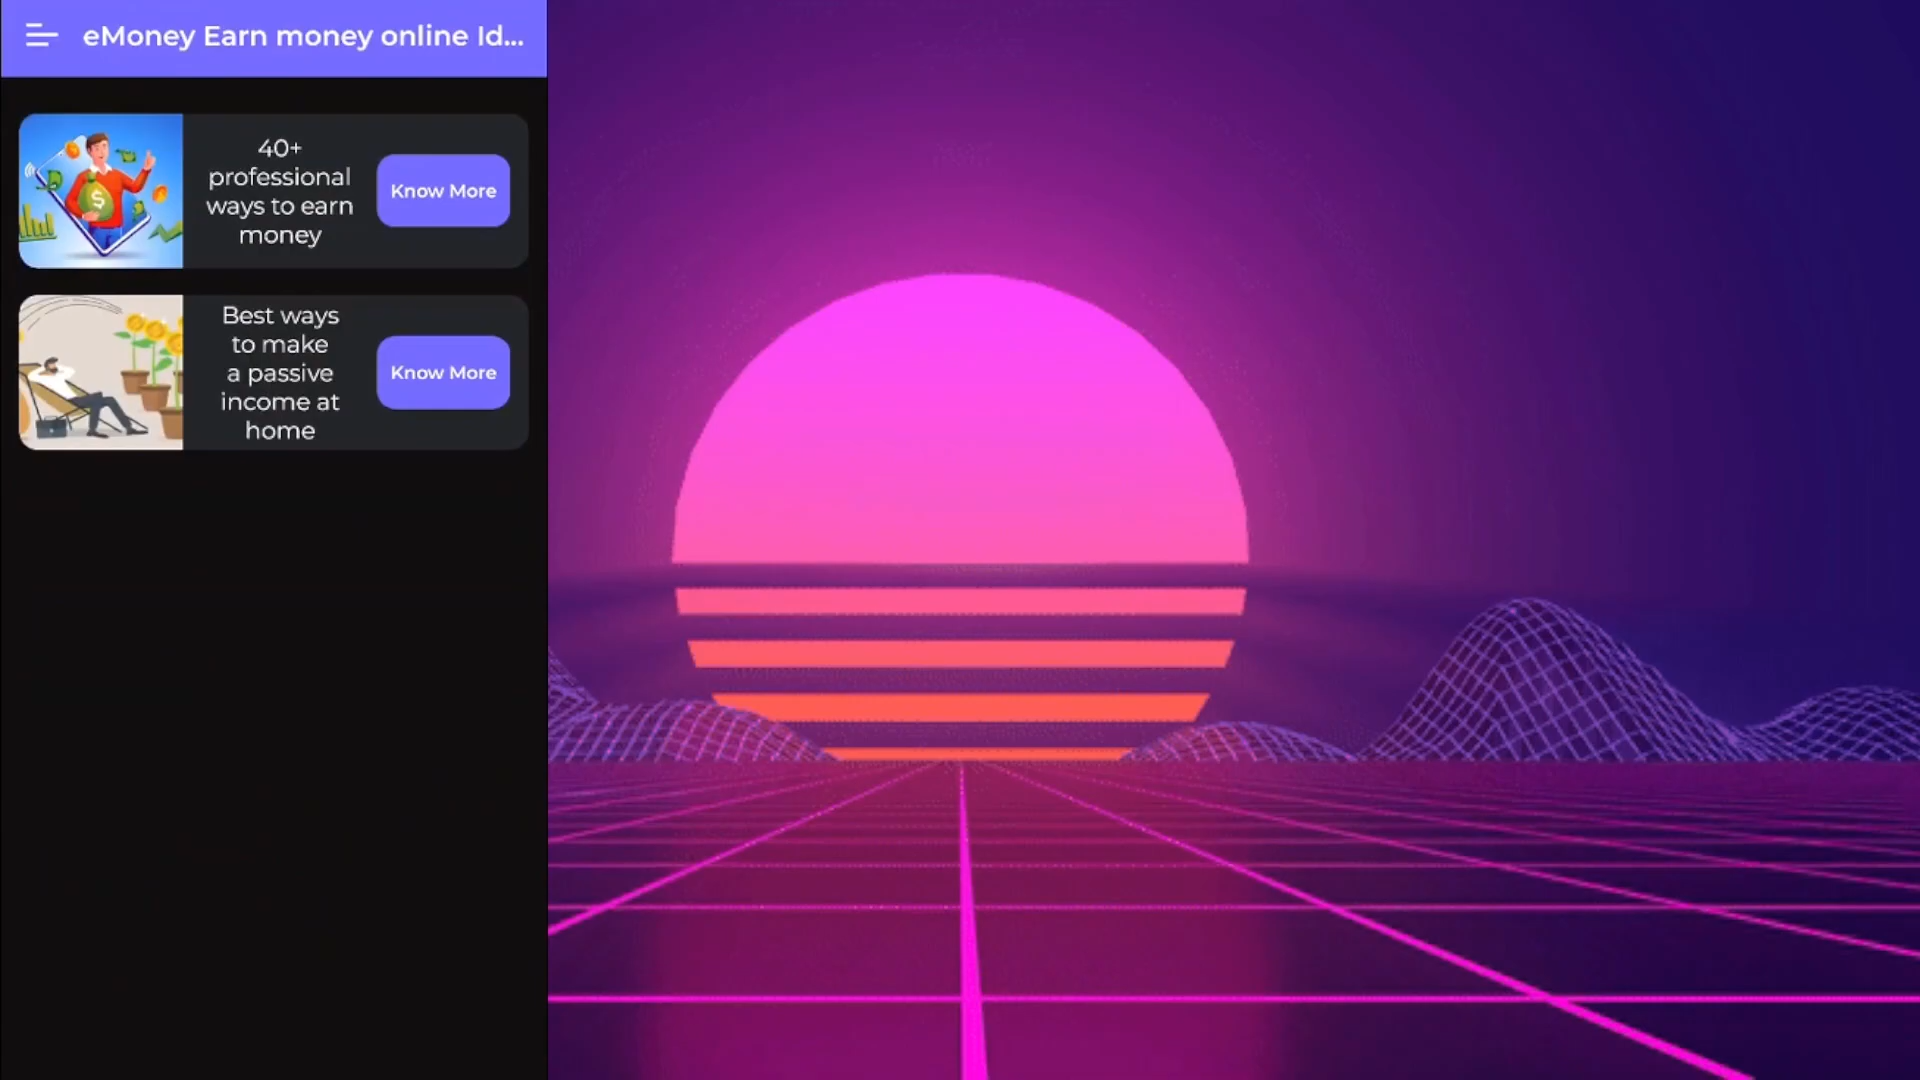 eMoney Earn money online Id...
40+
professional
ways to earn
money
Know More
Best ways
to make
a passive
income at
home
Know More